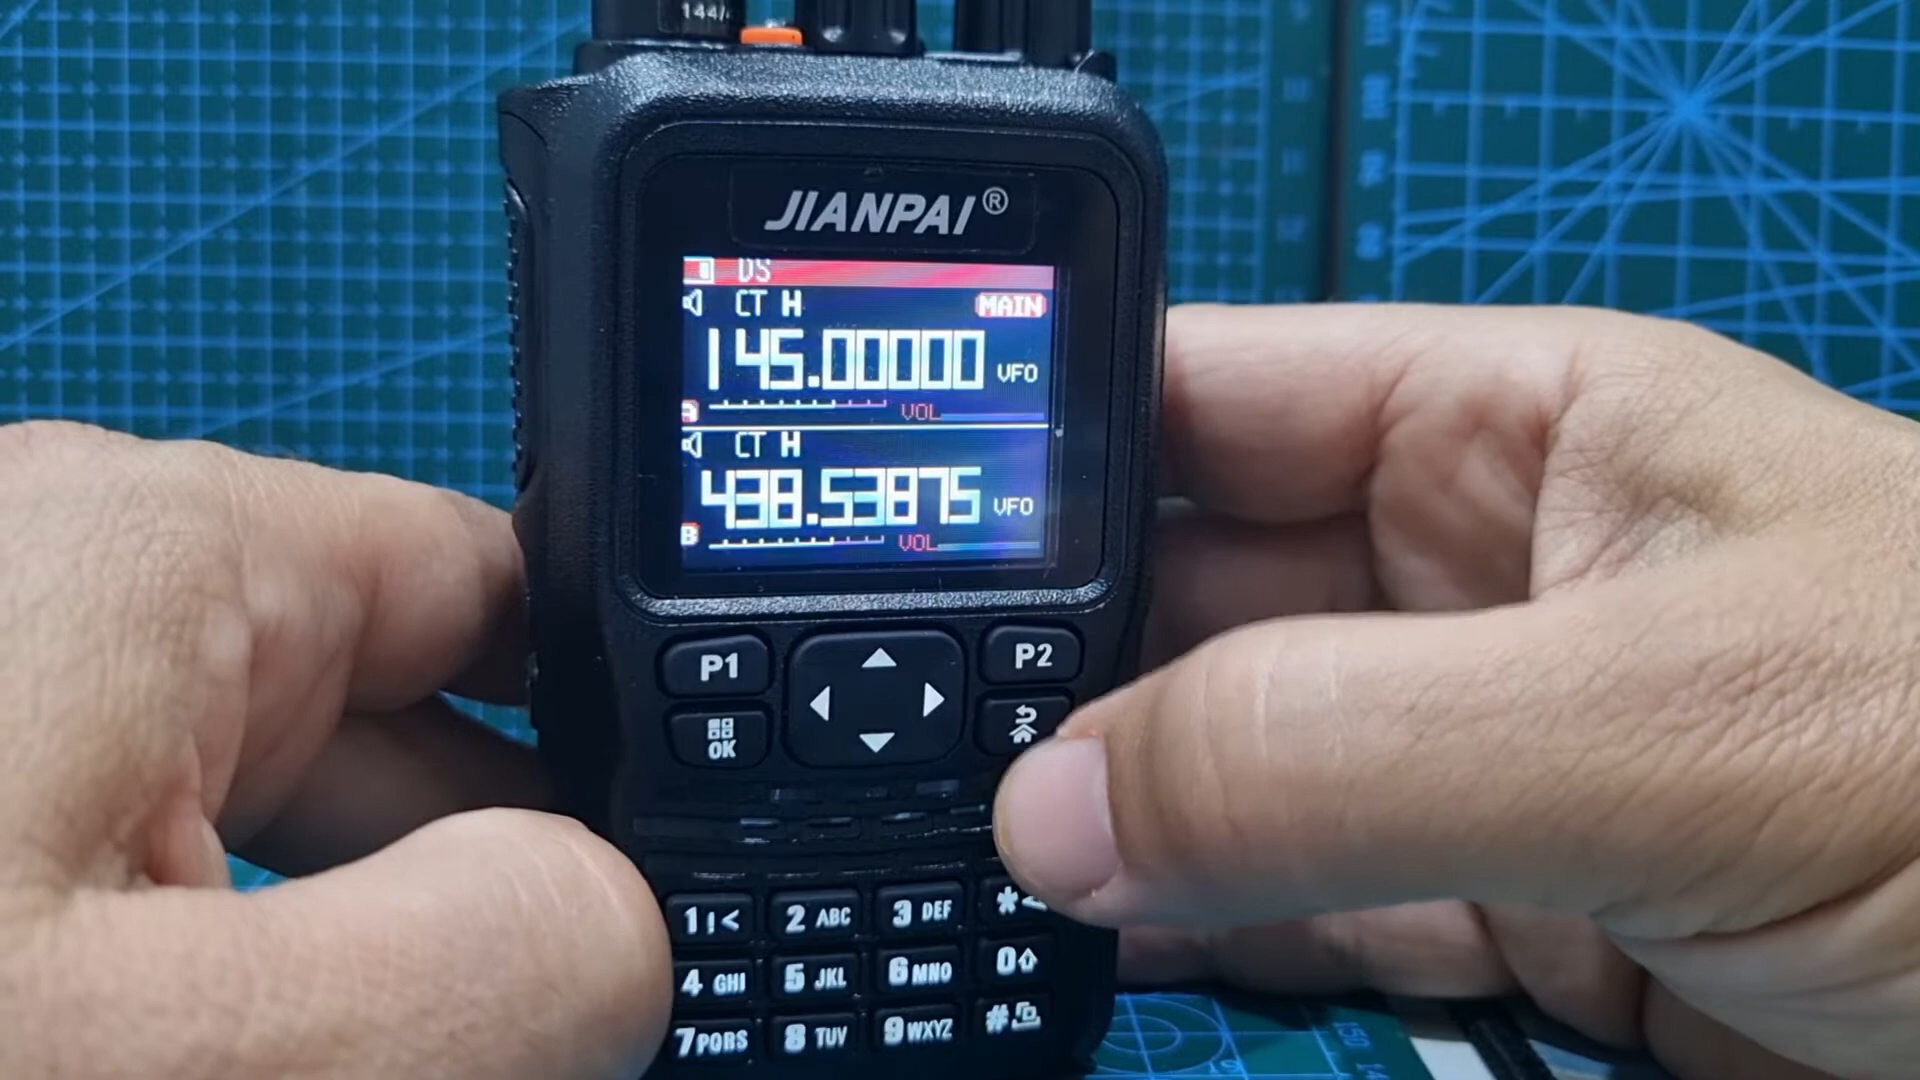 144/
JIANPAI®
DS
CT H MAIN
145.00000 VFO
A VOL
CT H
438.53875 VFO
B VOL
P1 P2
OK
1 !< 2 ABC 3 DEF *<
4 GHI 5 JKL 6 MNO 0
7 PQRS 8 TUV 9 WXYZ #